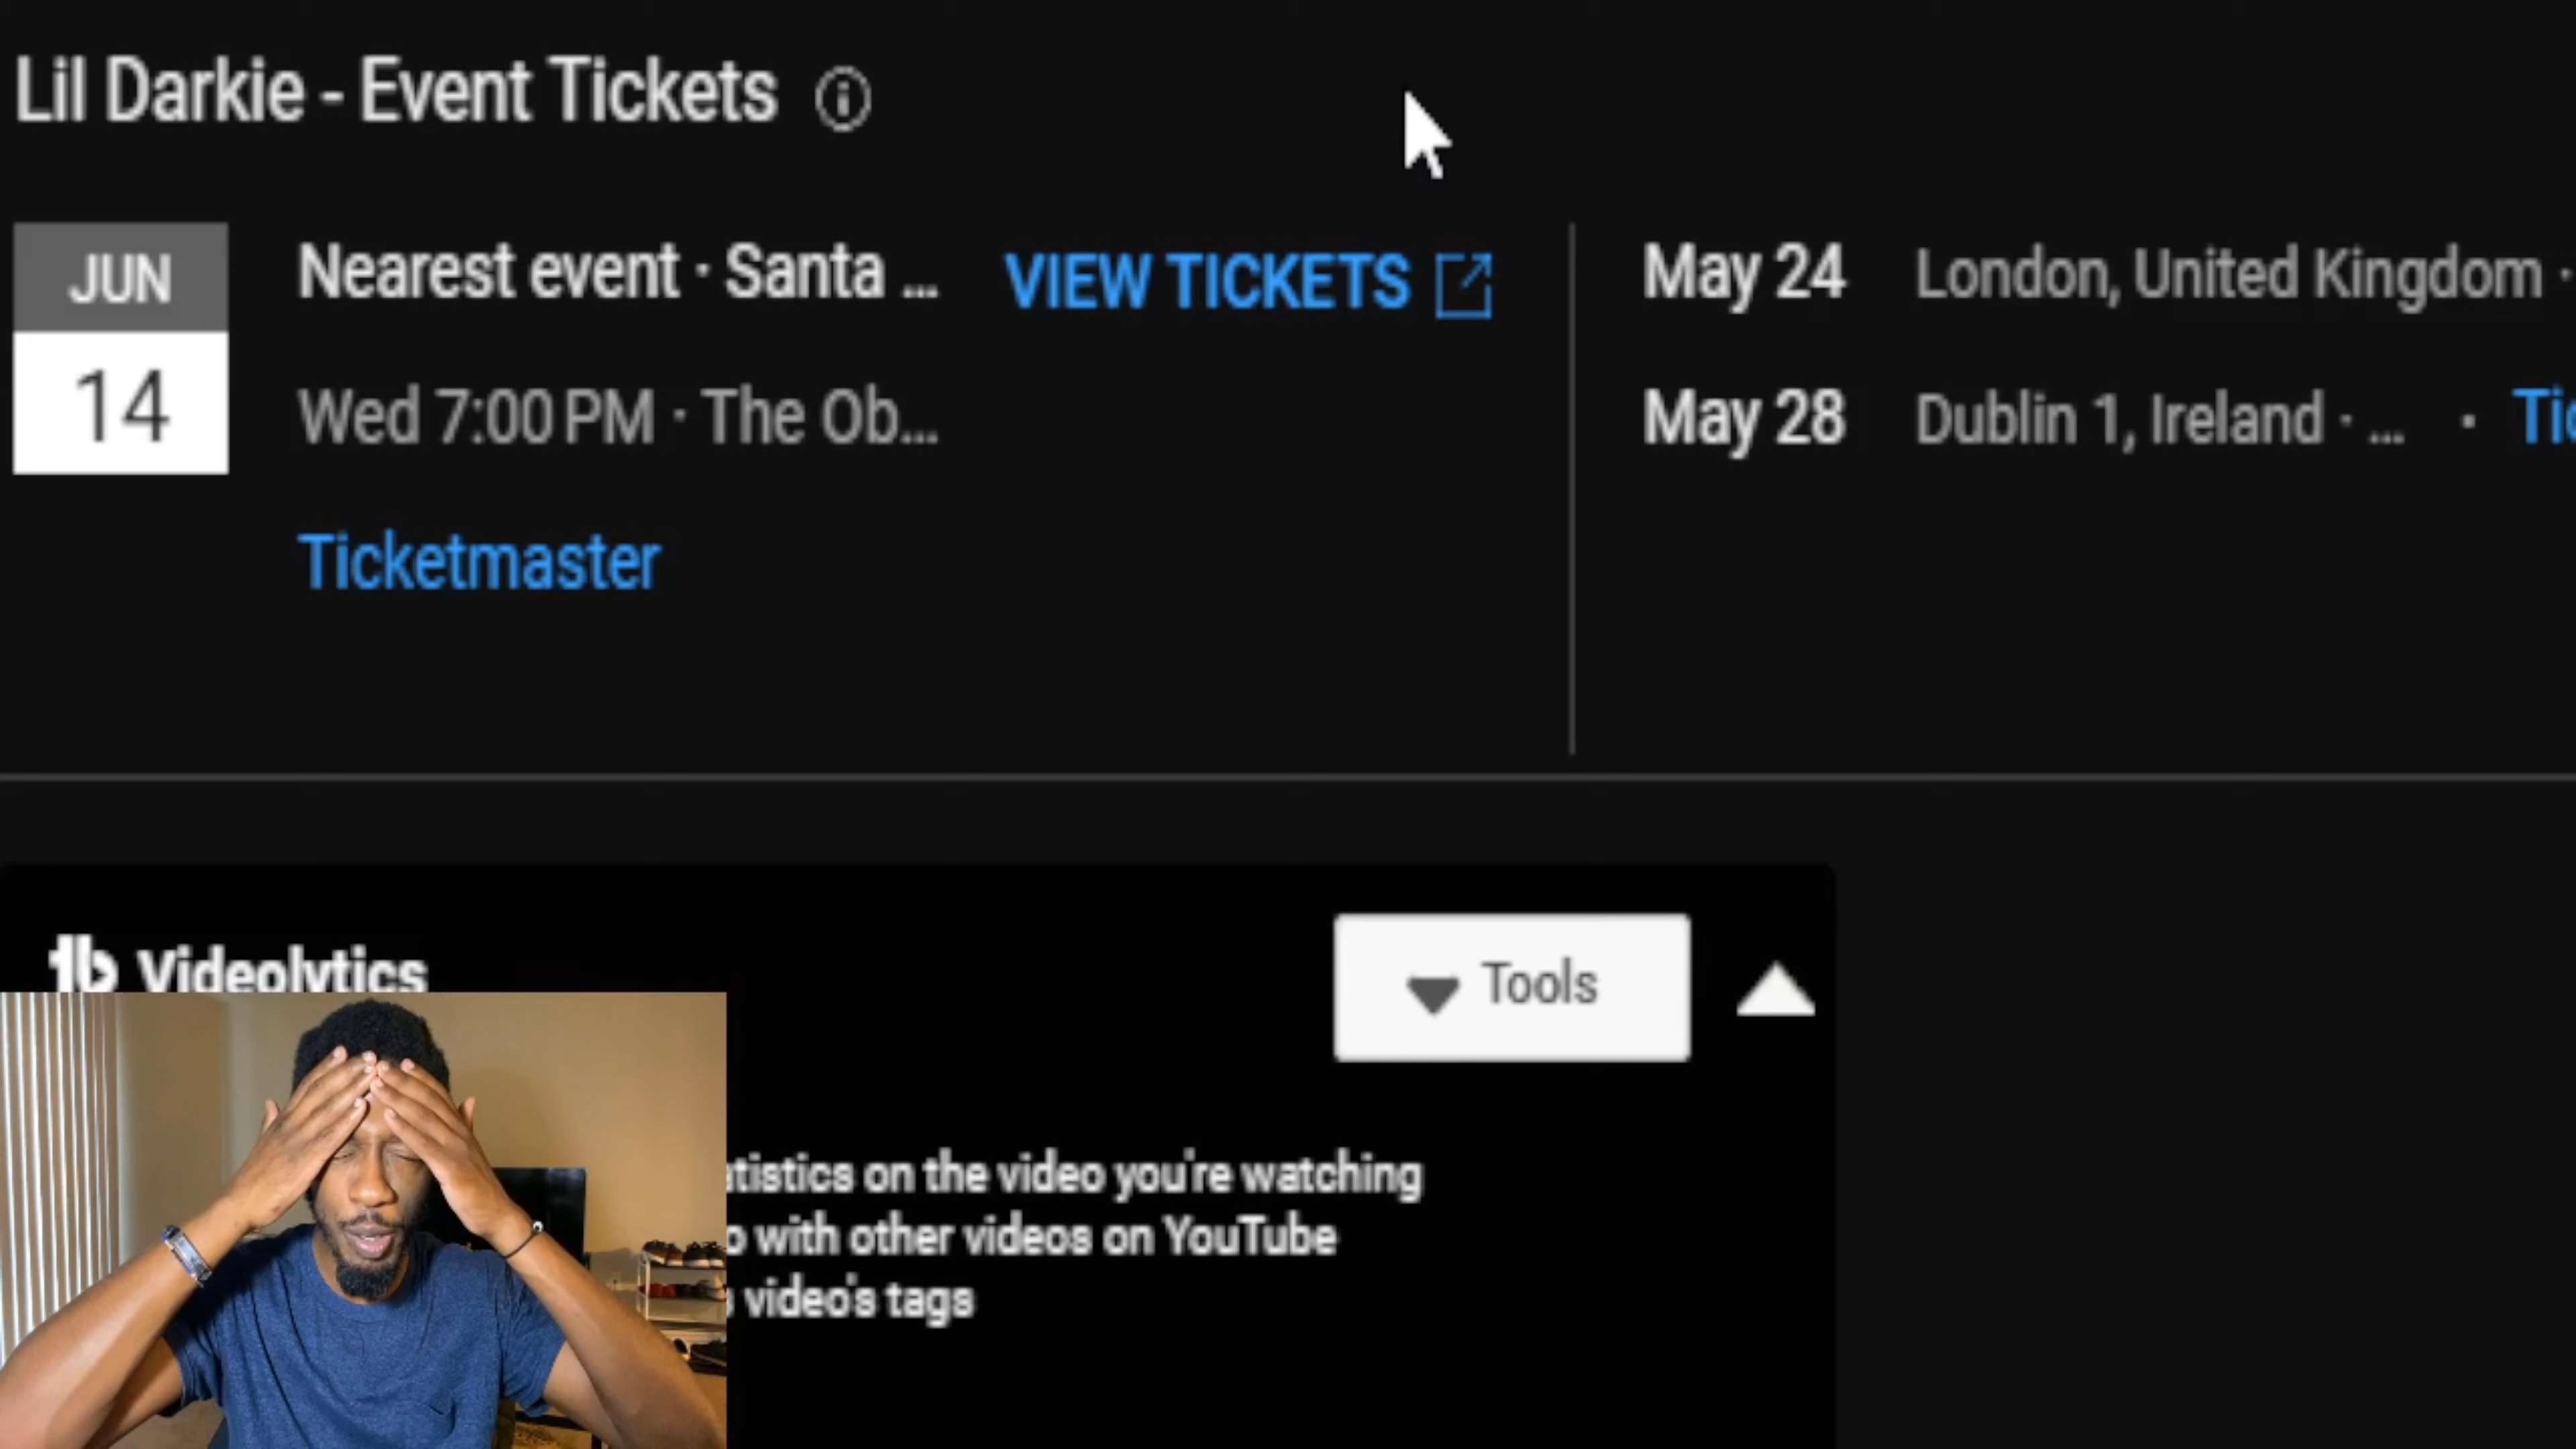 Lil Darkie - Event Tickets
JUN
14
Nearest event · Santa ...
VIEW TICKETS
Wed 7:00 PM · The Ob...
Ticketmaster
May 24 London, United Kingdom ·
May 28 Dublin 1, Ireland · ... ·
Videolytics
Tools
on the video you're watching
with other videos on YouTube
video's tags